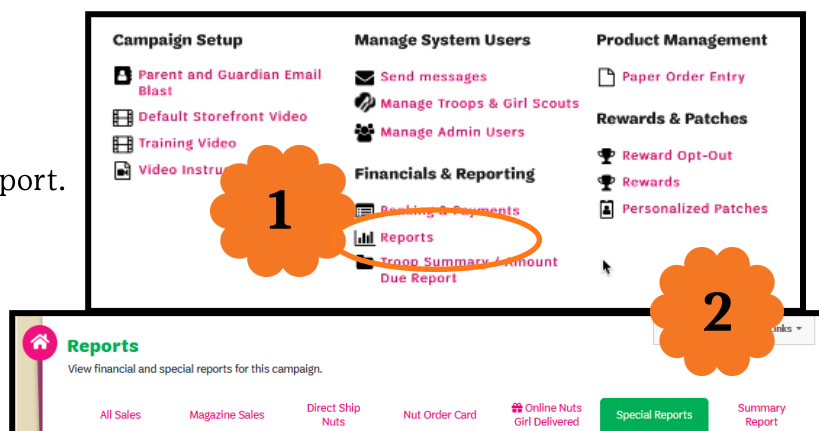 port.
Campaign Setup
Parent and Guardian Email
Blast
Default Storefront Video
Training Video
Video
1
Manage System Users
Send messages
Manage Troops & Girl Scouts
Manage Admin Users
Financials & Reporting
Banking & Payments
Reports
Troop Summary / Amount
Due Report
Product Management
Paper Order Entry
Rewards & Patches
Reward Opt-Out
Rewards
Personalized Patches
2
Reports
View financial and special reports for this campaign.
All Sales
Magazine Sales
Direct Ship
Nuts
Nut Order Card
Online Nuts
Girl Delivered
Special Reports
Summary
Report